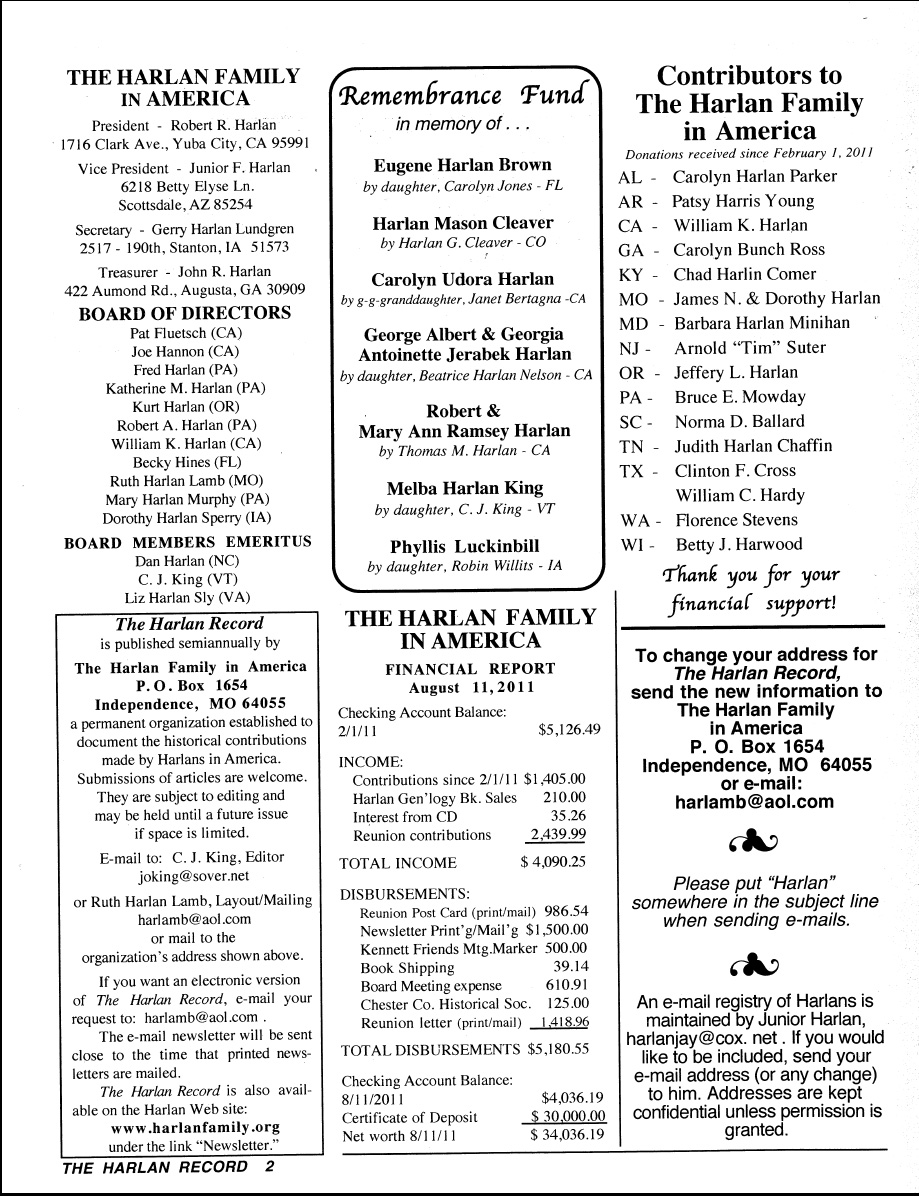 THE HARLAN FAMILY
IN AMERICA
President - Robert R. Harlan
1716 Clark Ave., Yuba City, CA 95991
Vice President - Junior F. Harlan
6218 Betty Elyse Ln.
Scottsdale, AZ 85254
Secretary - Gerry Harlan Lundgren
2517 - 190th, Stanton, IA 51573
Treasurer - John R. Harlan
422 Aumond Rd., Augusta, GA 30909
BOARD OF DIRECTORS
Pat Fluetsch (CA)
Joe Hannon (CA)
Fred Harlan (PA)
Katherine M. Harlan (PA)
Kurt Harlan (OR)
Robert A. Harlan (PA)
William K. Harlan (CA)
Becky Hines (FL)
Ruth Harlan Lamb (MO)
Mary Harlan Murphy (PA)
Dorothy Harlan Sperry (IA)
BOARD MEMBERS EMERITUS
Dan Harlan (NC)
C. J. King (VT)
Liz Harlan Sly (VA)
The Harlan Record
is published semiannually by
The Harlan Family in America
P. O. Box 1654
Independence, MO 64055
a permanent organization established to
document the historical contributions
made by Harlans in America.
Submissions of articles are welcome.
They are subject to editing and
may be held until a future issue
if space is limited.
E-mail to: C. J. King, Editor
joking@sover.net
or Ruth Harlan Lamb, Layout/Mailing
harlamb@aol.com
or mail to the
organization's address shown above.
If you want an electronic version
of The Harlan Record, e-mail your
request to: harlamb@aol.com .
The e-mail newsletter will be sent
close to the time that printed news-
letters are mailed.
The Harlan Record is also avail-
able on the Harlan Web site:
www.harlanfamily.org
under the link “Newsletter.”
THE HARLAN RECORD 2
Remembrance Fund
in memory of . . .
Eugene Harlan Brown
by daughter, Carolyn Jones - FL
Harlan Mason Cleaver
by Harlan G. Cleaver - CO
Carolyn Udora Harlan
by g-g-granddaughter, Janet Bertagna -CA
George Albert & Georgia
Antoinette Jerabek Harlan
by daughter, Beatrice Harlan Nelson - CA
Robert &
Mary Ann Ramsey Harlan
by Thomas M. Harlan - CA
Melba Harlan King
by daughter, C. J. King - VT
Phyllis Luckinbill
by daughter, Robin Willits - IA
THE HARLAN FAMILY
IN AMERICA
FINANCIAL REPORT
August 11, 2011
Checking Account Balance:
2/1/11 $5,126.49
INCOME:
Contributions since 2/1/11 $1,405.00
Harlan Gen'logy Bk. Sales 210.00
Interest from CD 35.26
Reunion contributions 2,439.99
TOTAL INCOME $ 4,090.25
DISBURSEMENTS:
Reunion Post Card (print/mail) 986.54
Newsletter Print'g/Mail'g $1,500.00
Kennett Friends Mtg.Marker 500.00
Book Shipping 39.14
Board Meeting expense 610.91
Chester Co. Historical Soc. 125.00
Reunion letter (print/mail) 1,418.96
TOTAL DISBURSEMENTS $5,180.55
Checking Account Balance:
8/11/2011 $4,036.19
Certificate of Deposit $ 30,000.00
Net worth 8/11/11 $ 34,036.19
Contributors to
The Harlan Family
in America
Donations received since February 1, 2011
AL - Carolyn Harlan Parker
AR - Patsy Harris Young
CA - William K. Harlan
GA - Carolyn Bunch Ross
KY - Chad Harlin Comer
MO - James N. & Dorothy Harlan
MD - Barbara Harlan Minihan
NJ - Arnold “Tim” Suter
OR - Jeffery L. Harlan
PA - Bruce E. Mowday
SC - Norma D. Ballard
TN - Judith Harlan Chaffin
TX - Clinton F. Cross
William C. Hardy
WA - Florence Stevens
WI - Betty J. Harwood
Thank you for your
financial support!
To change your address for
The Harlan Record,
send the new information to
The Harlan Family
in America
P. O. Box 1654
Independence, MO 64055
or e-mail:
harlamb@aol.com
Please put “Harlan”
somewhere in the subject line
when sending e-mails.
An e-mail registry of Harlans is
maintained by Junior Harlan,
harlanjay@cox. net . If you would
like to be included, send your
e-mail address (or any change)
to him. Addresses are kept
confidential unless permission is
granted.